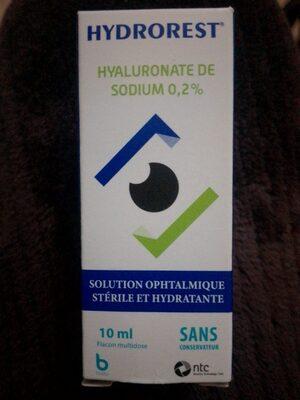 HYDROREST®
HYALURONATE DE
SODIUM 0,2%
SOLUTION OPHTALMIQUE
STÉRILE ET HYDRATANTE
10 ml
Flacon multidose
SANS
CONSERVATEUR
b
ntc